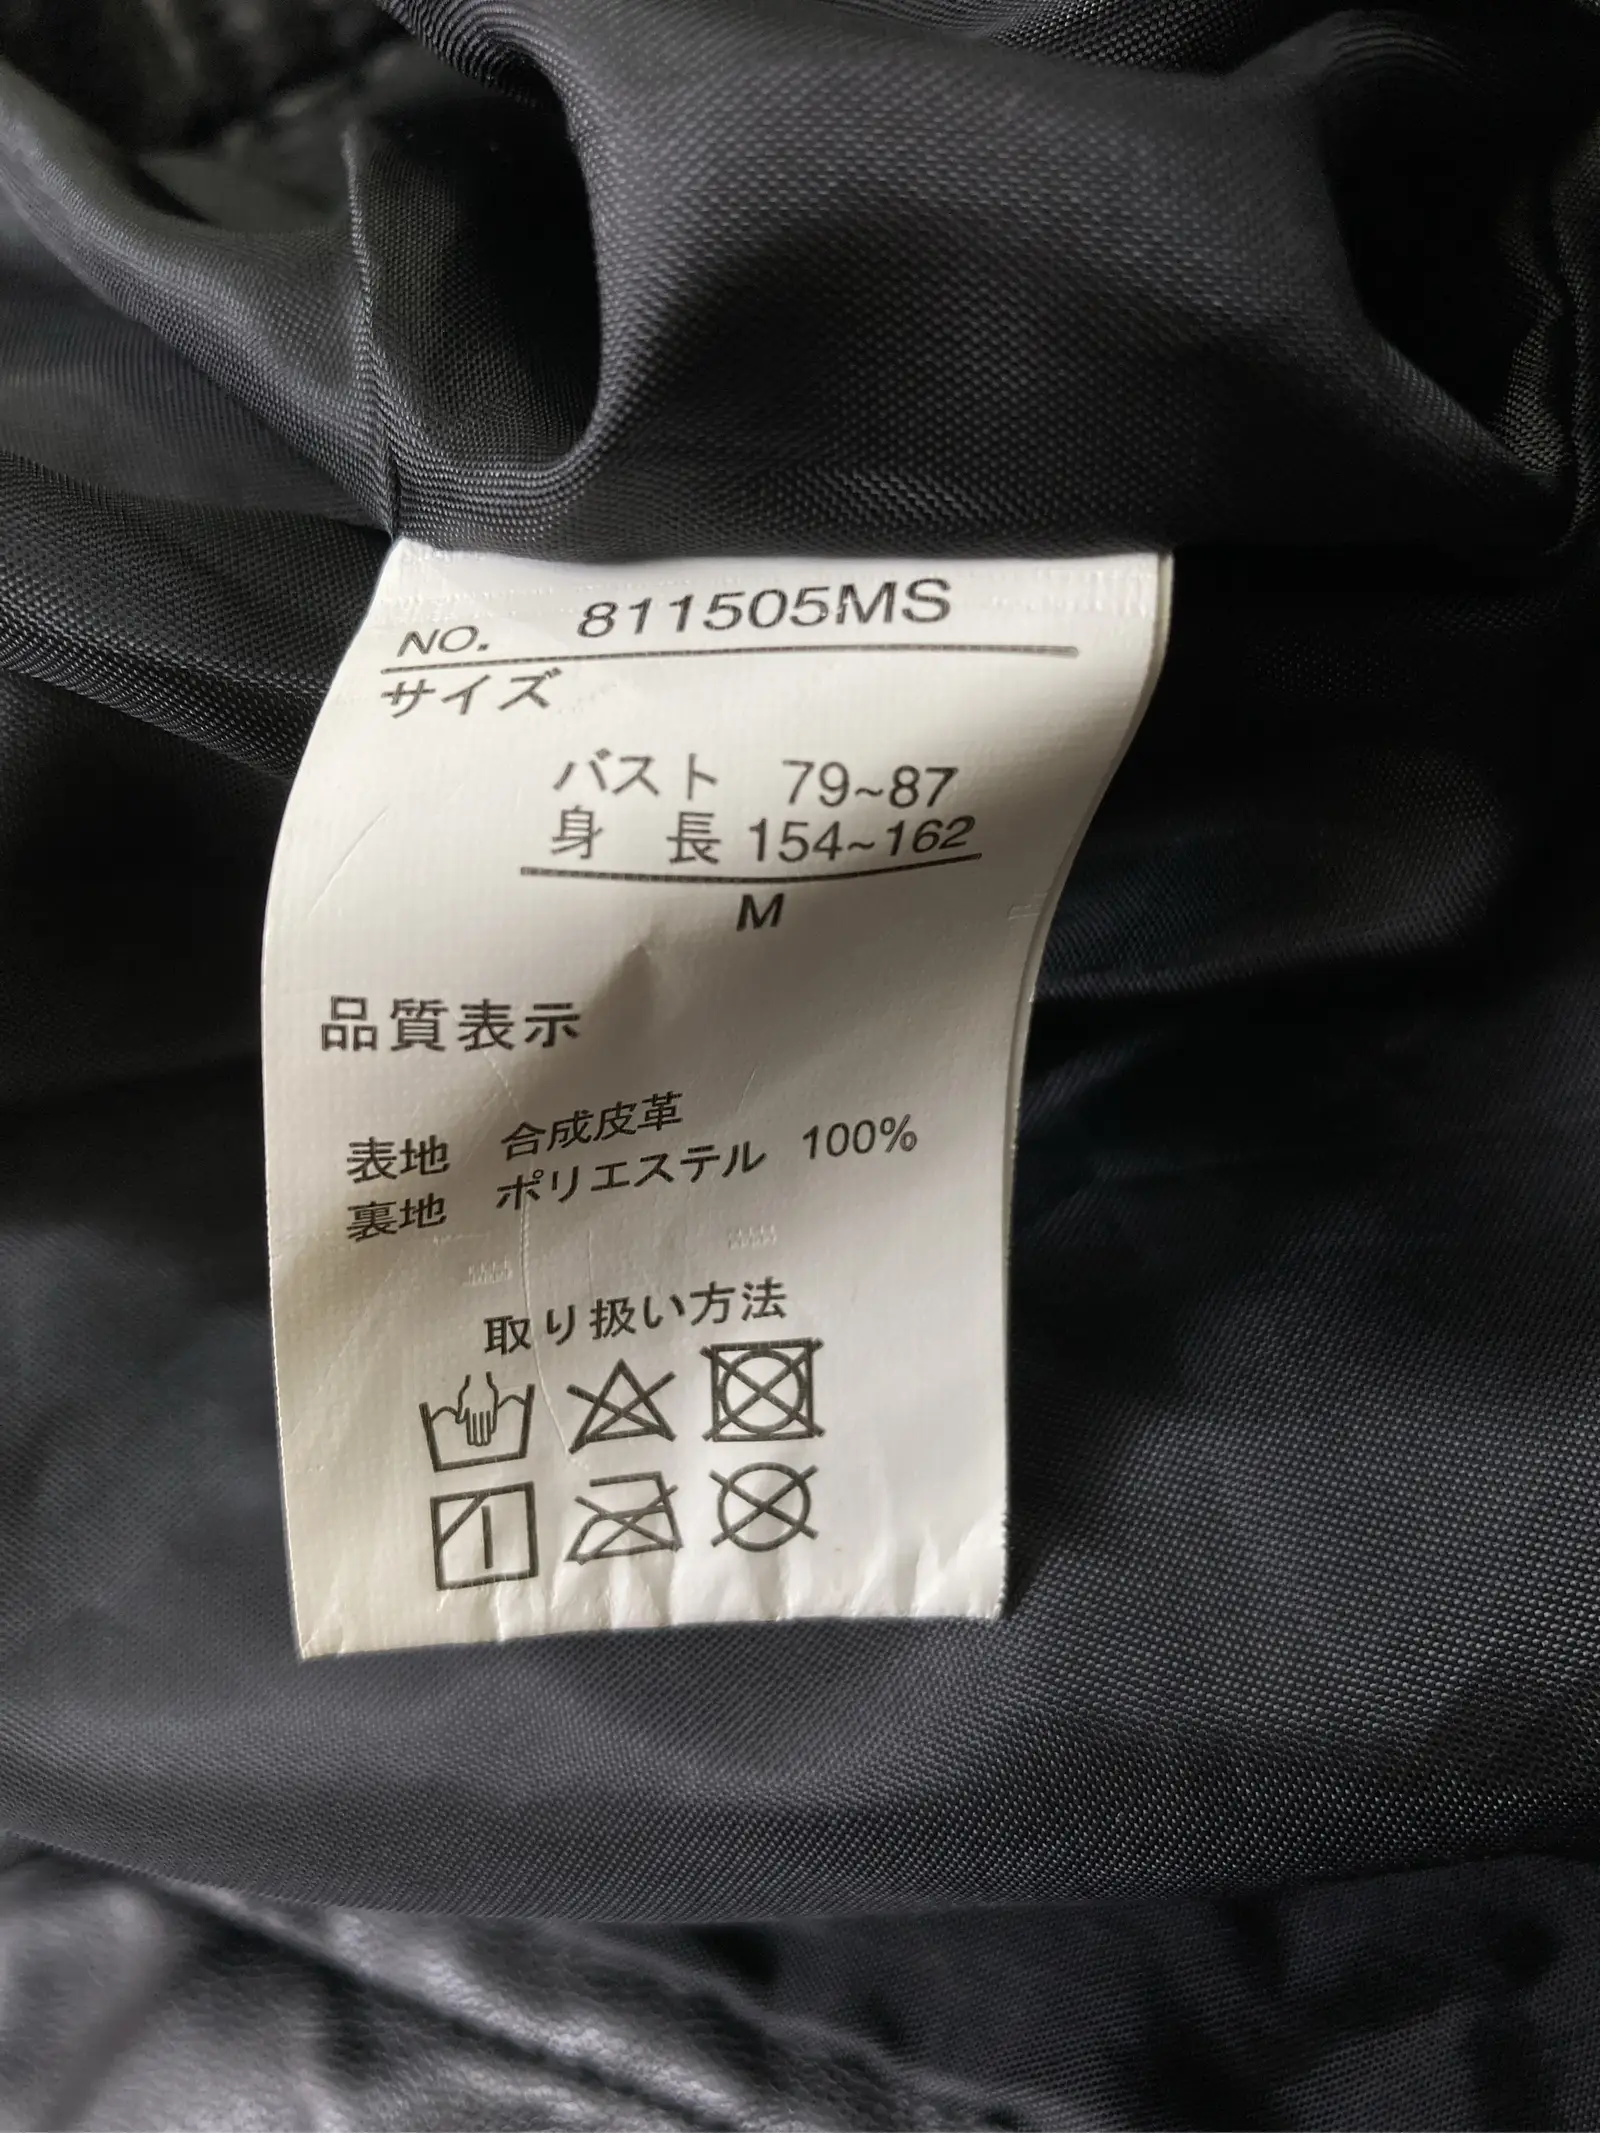 NO. 811505MS
サイズ
バスト 79~87
身 長 154~162
M
品質表示
表地 合成皮革
裏地 ポリエステル 100%
取り扱い方法